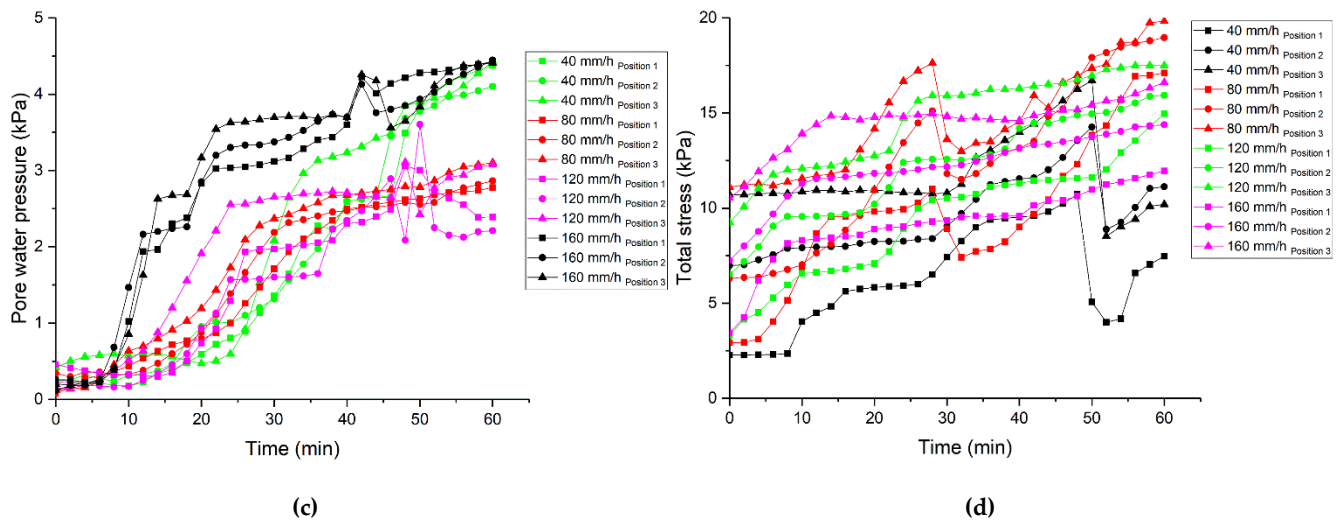 5
4
3
2
1
0
0
10
20
30
40
50
60
Pore water pressure (kPa)
Time (min)
40 mm/h Position 1
40 mm/h Position 2
40 mm/h Position 3
80 mm/h Position 1
80 mm/h Position 2
80 mm/h Position 3
120 mm/h Position 1
120 mm/h Position 2
120 mm/h Position 3
160 mm/h Position 1
160 mm/h Position 2
160 mm/h Position 3
(c)
20
15
10
5
0
0
10
20
30
40
50
60
Total stress (kPa)
Time (min)
40 mm/h Position 1
40 mm/h Position 2
40 mm/h Position 3
80 mm/h Position 1
80 mm/h Position 2
80 mm/h Position 3
120 mm/h Position 1
120 mm/h Position 2
120 mm/h Position 3
160 mm/h Position 1
160 mm/h Position 2
160 mm/h Position 3
(d)